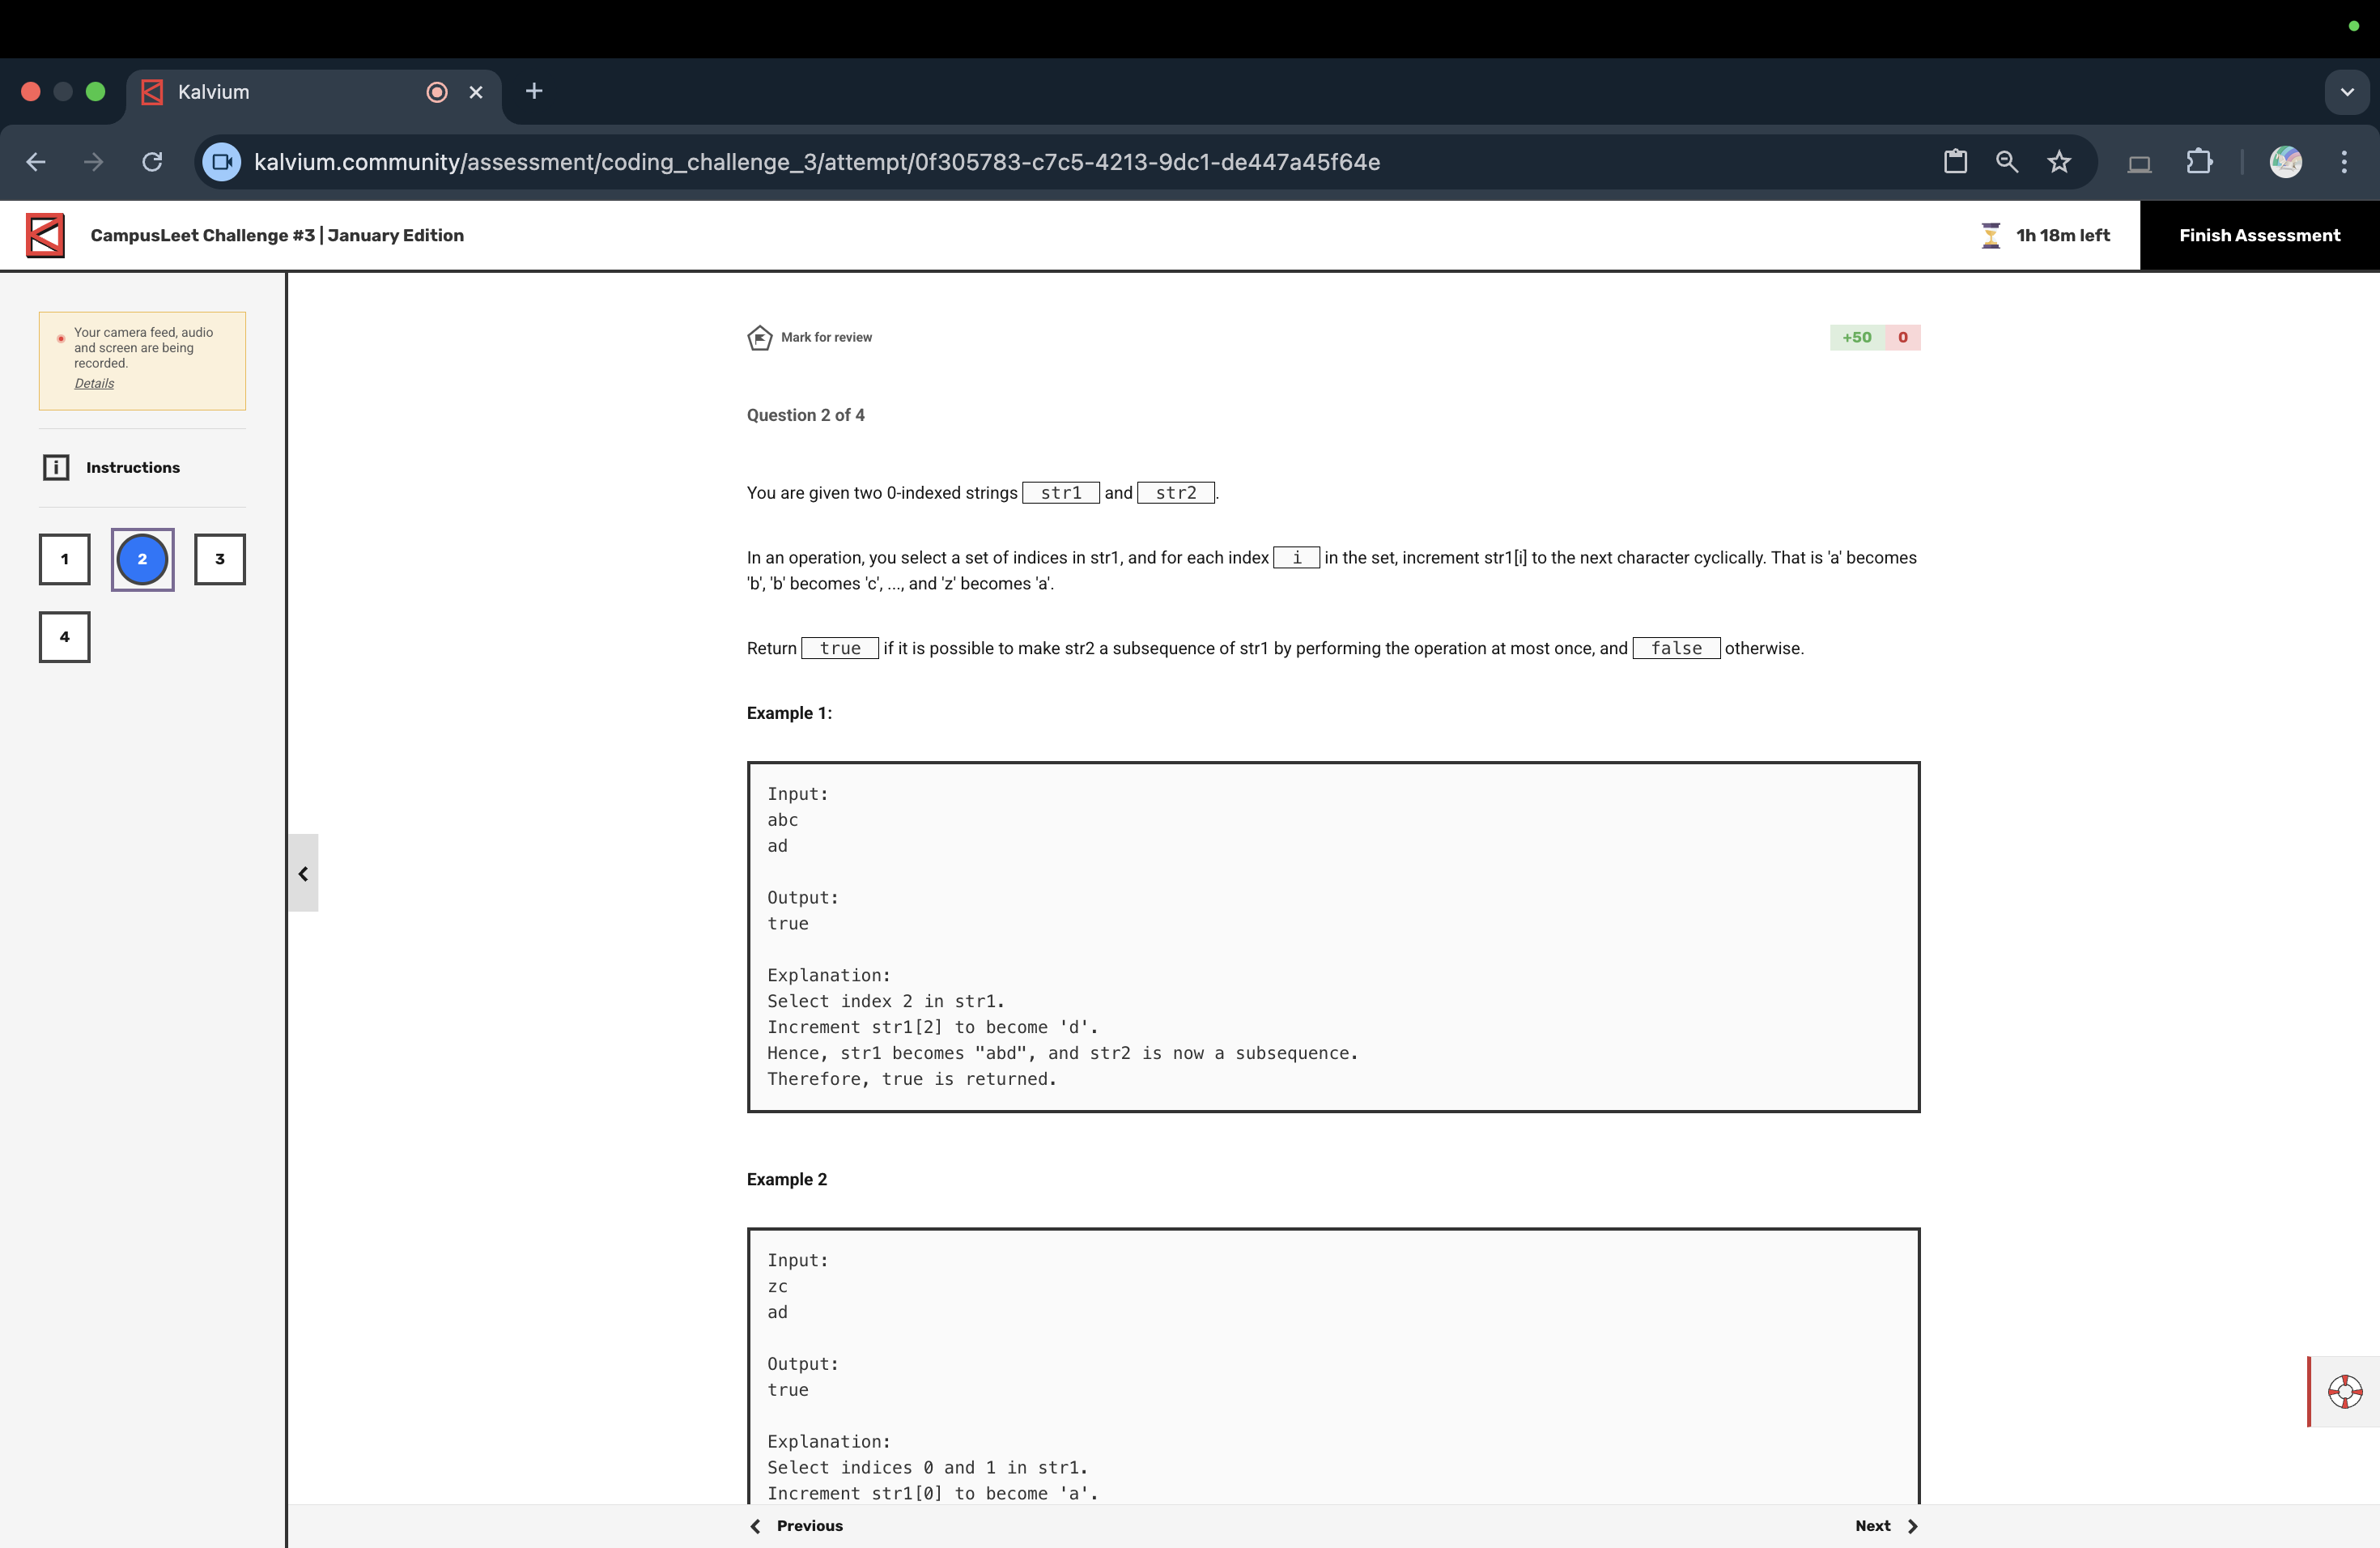 Kalvium
kalvium.community/assessment/coding_challenge_3/attempt/0f305783-c7c5-4213-9dc1-de447a45f64e
CampusLeet Challenge #3 | January Edition
1h 18m left
Finish Assessment
Your camera feed, audio
and screen are being
recorded.
Details
Instructions
1 2 3
4
Mark for review
+50 0
Question 2 of 4
You are given two 0-indexed strings str1 and str2.
In an operation, you select a set of indices in str1, and for each index i in the set, increment str1[i] to the next character cyclically. That is 'a' becomes
'b', 'b' becomes 'c', ..., and 'z' becomes 'a'.
Return true if it is possible to make str2 a subsequence of str1 by performing the operation at most once, and false otherwise.
Example 1:
Input:
abc
ad
Output:
true
Explanation:
Select index 2 in str1.
Increment str1[2] to become 'd'.
Hence, str1 becomes "abd", and str2 is now a subsequence.
Therefore, true is returned.
Example 2
Input:
zc
ad
Output:
true
Explanation:
Select indices 0 and 1 in str1.
Increment str1[0] to become 'a'.
Previous
Next